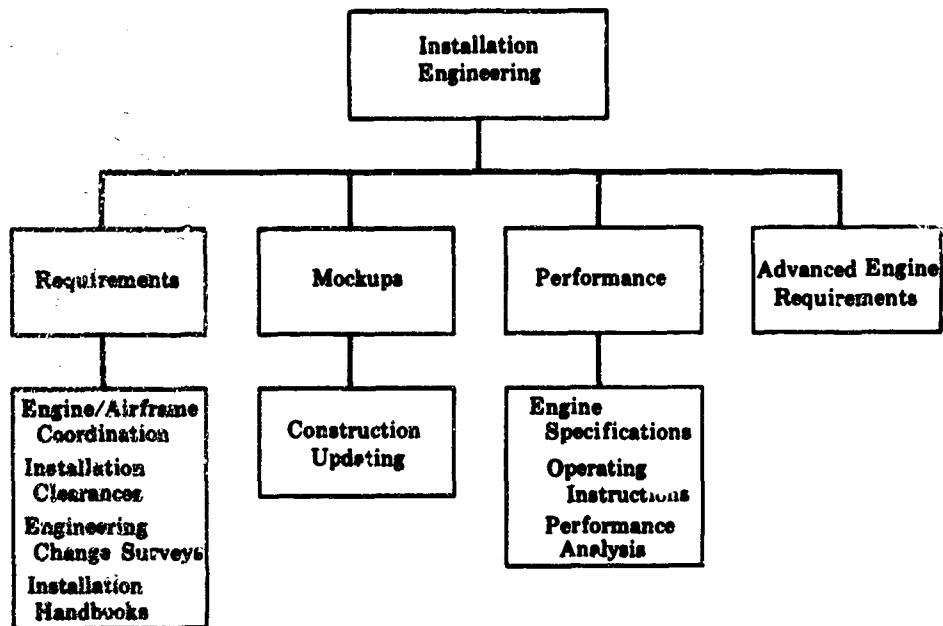 Installation
Engineering
Requirements
Mockups
Performance
Advanced Engine
Requirements
Engine/Airframe
Coordination
Installation
Clearances
Engineering
Change Surveys
Installation
Handbooks
Construction
Updating
Engine
Specifications
Operating
Instructions
Performance
Analysis